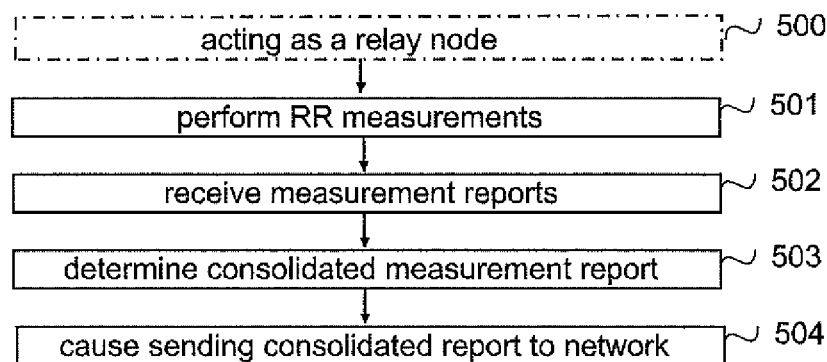 acting as a relay node 500
perform RR measurements 501
receive measurement reports 502
determine consolidated measurement report 503
cause sending consolidated report to network 504